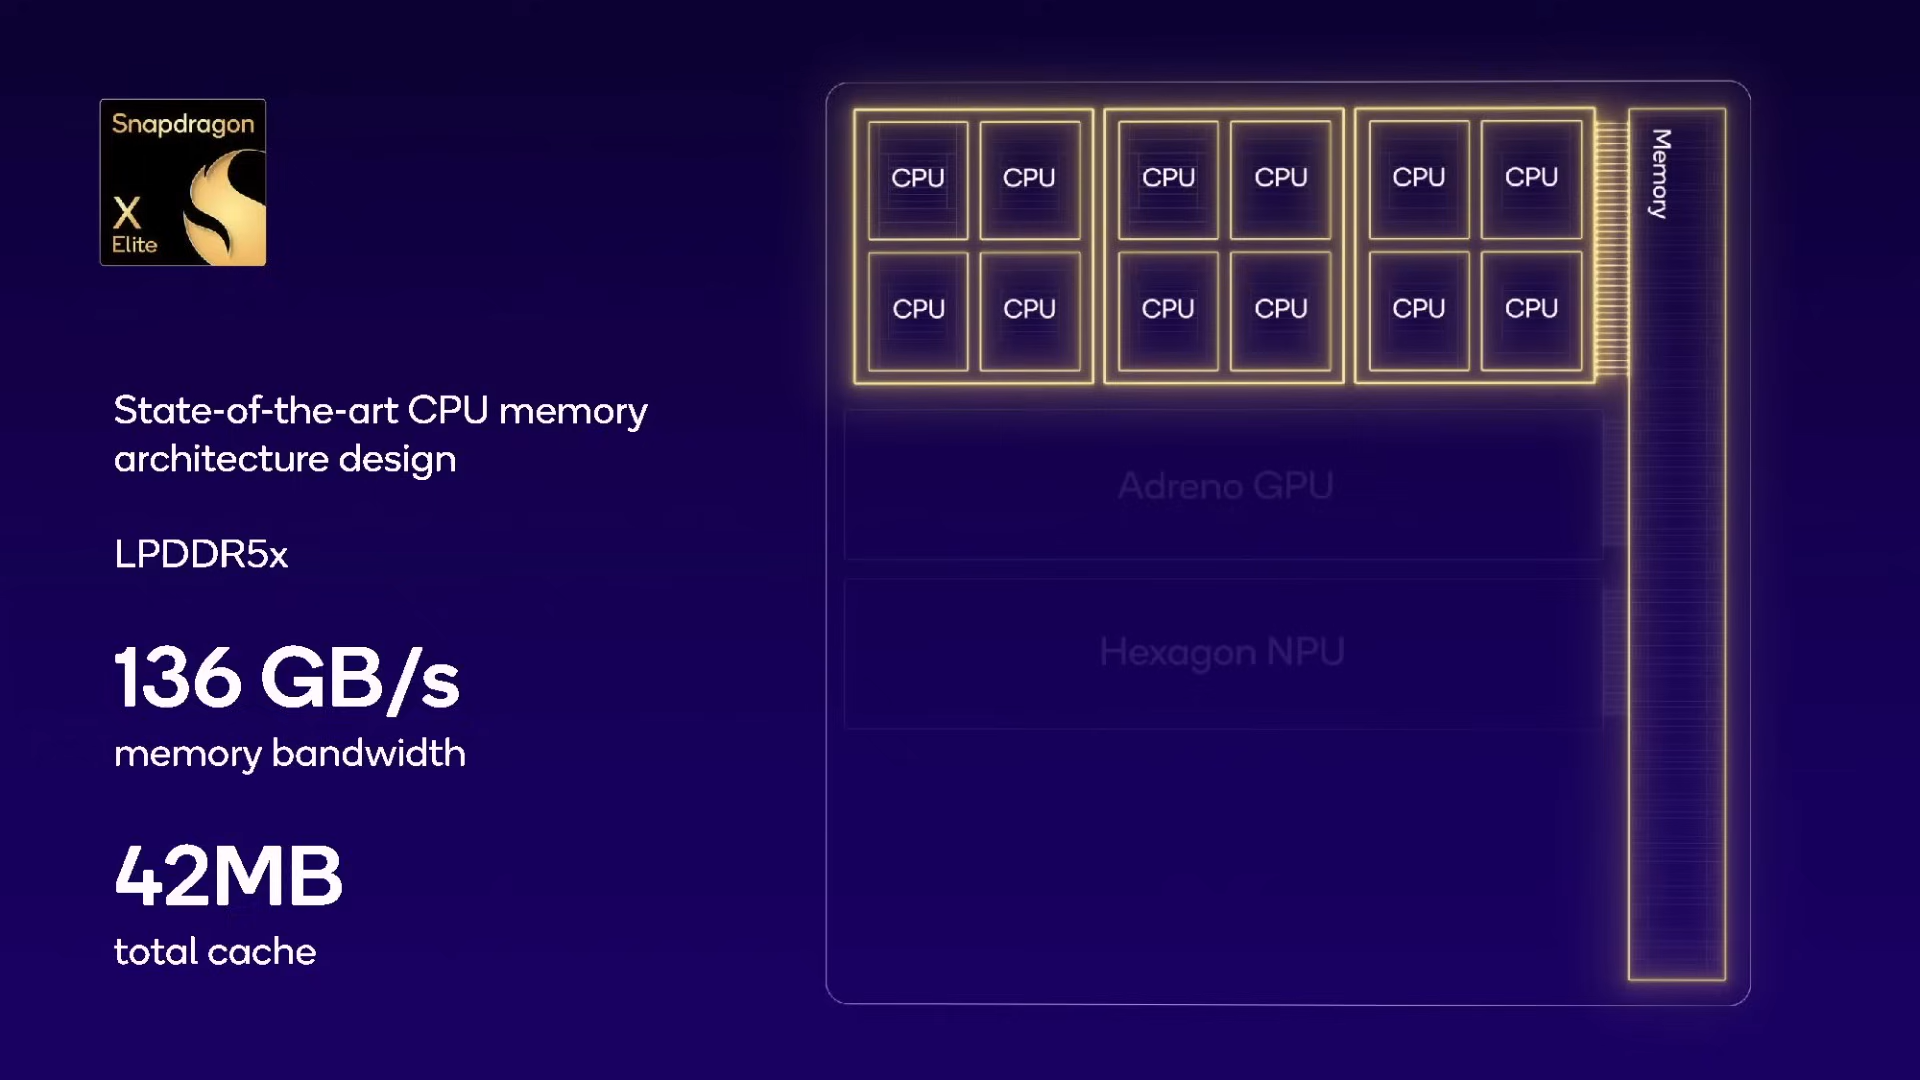 Snapdragon
X
Elite
State-of-the-art CPU memory
architecture design
LPDDR5x
136 GB/s
memory bandwidth
42MB
total cache
CPU CPU CPU CPU CPU CPU
CPU CPU CPU CPU CPU CPU
Memory
Adreno GPU
Hexagon NPU